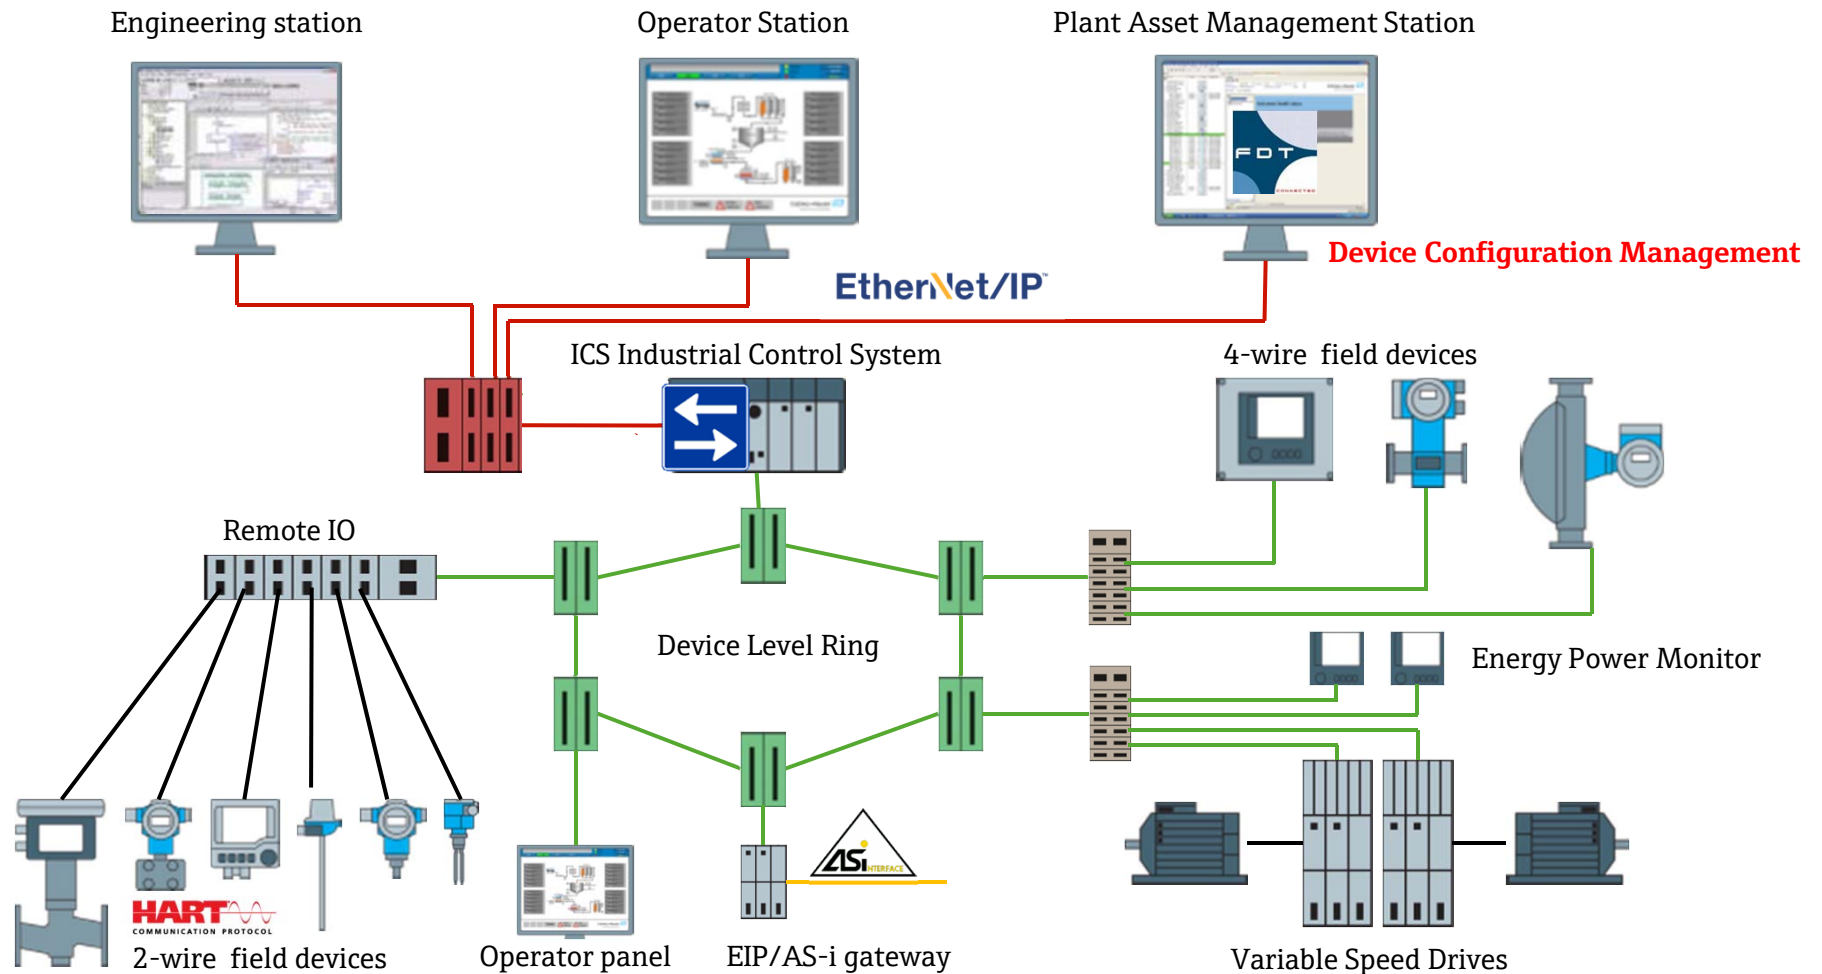 Engineering station
Operator Station
Plant Asset Management Station
FDT
CONNECTED
Device Configuration Management
EtherNet/IP™
ICS Industrial Control System
4-wire field devices
Remote IO
Device Level Ring
Energy Power Monitor
ASi
INTERFACE
HART
COMMUNICATION PROTOCOL
2-wire field devices
Operator panel
EIP/AS-i gateway
Variable Speed Drives